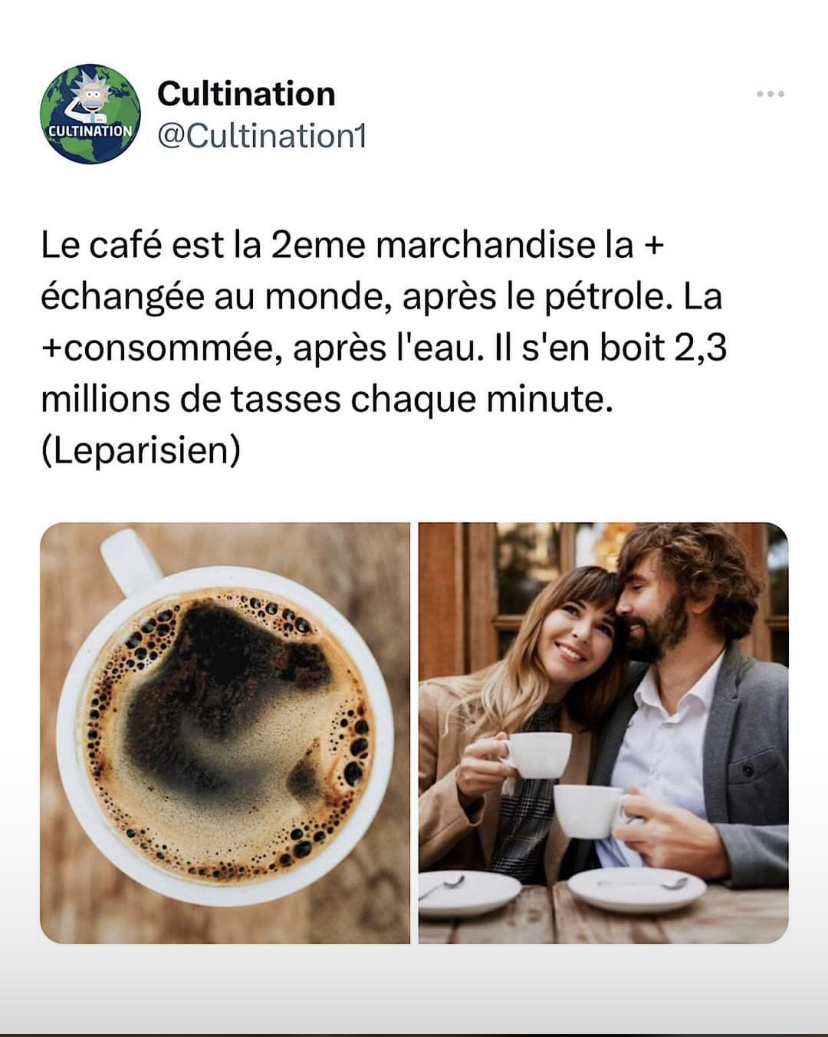 Cultination
@Cultination1
CULTINATION
Le café est la 2eme marchandise la +
échangée au monde, après le pétrole. La
+consommée, après l'eau. Il s'en boit 2,3
millions de tasses chaque minute.
(Leparisien)